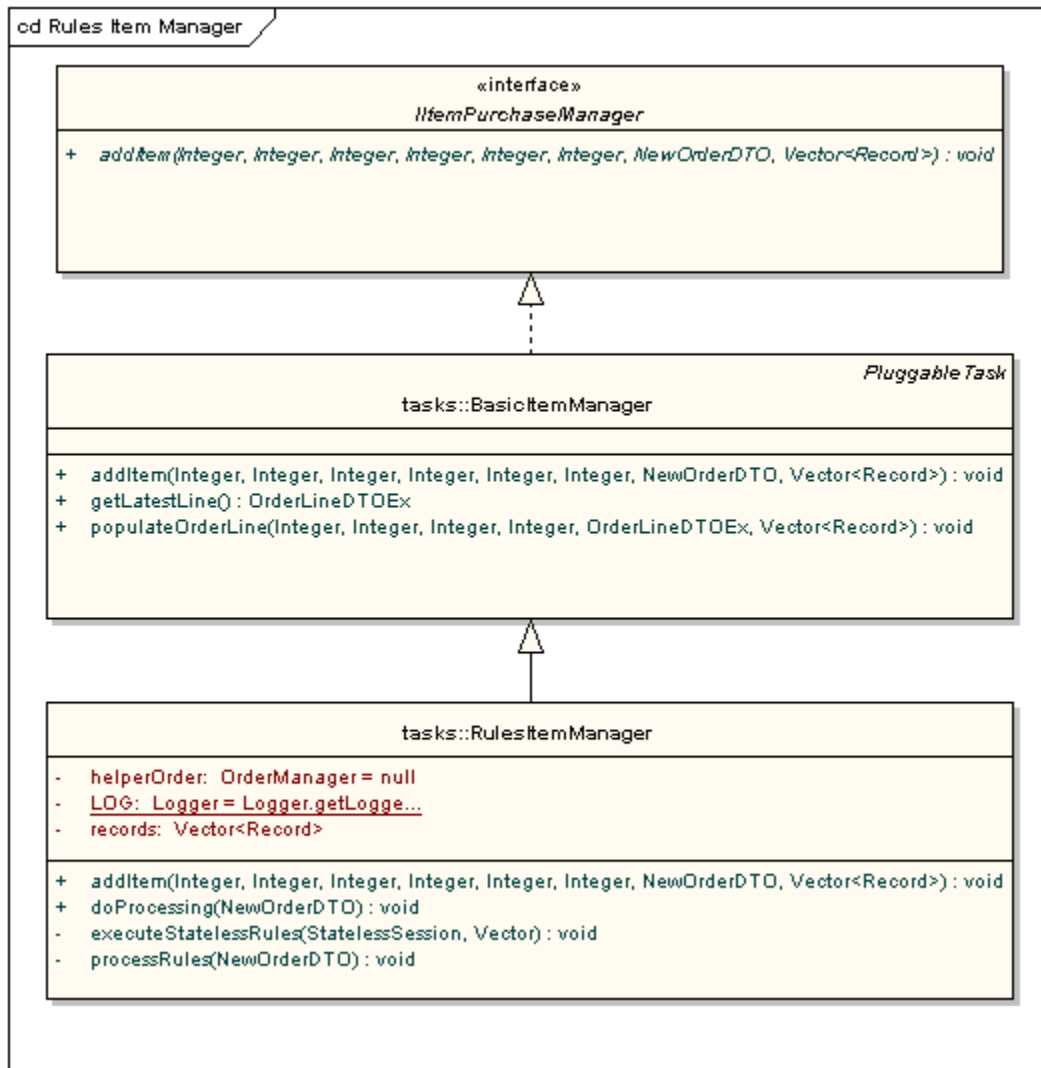 cd Rules Item Manager
«interface»
IItemPurchaseManager
+ addItem(Integer, Integer, Integer, Integer, Integer, Integer, NewOrderDTO, Vector<Record>) : void
PluggableTask
tasks::BasicItemManager
+ addItem(Integer, Integer, Integer, Integer, Integer, Integer, NewOrderDTO, Vector<Record>) : void
+ getLatestLine() : OrderLineDTOEx
+ populateOrderLine(Integer, Integer, Integer, Integer, OrderLineDTOEx, Vector<Record>) : void
tasks::RulesItemManager
- helperOrder: OrderManager = null
- LOG: Logger = Logger.getLogge...
- records: Vector<Record>
+ addItem(Integer, Integer, Integer, Integer, Integer, Integer, NewOrderDTO, Vector<Record>) : void
+ doProcessing(NewOrderDTO) : void
- executeStatelessRules(StatelessSession, Vector) : void
- processRules(NewOrderDTO) : void